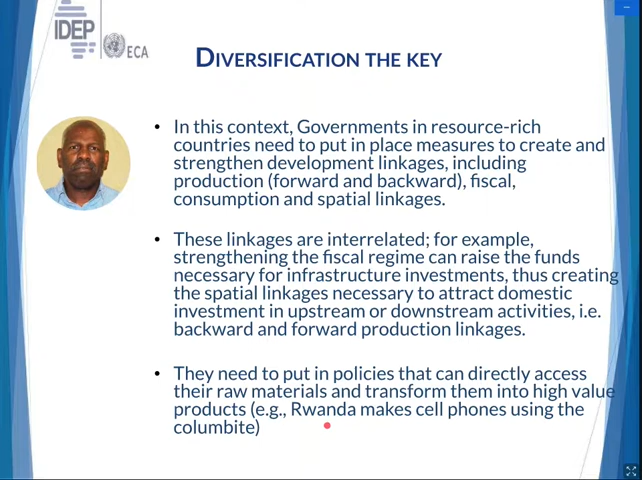 IDEP
ECA
DIVERSIFICATION THE KEY
• In this context, Governments in resource-rich
countries need to put in place measures to create and
strengthen development linkages, including
production (forward and backward), fiscal,
consumption and spatial linkages.
• These linkages are interrelated; for example,
strengthening the fiscal regime can raise the funds
necessary for infrastructure investments, thus creating
the spatial linkages necessary to attract domestic
investment in upstream or downstream activities, i.e.
backward and forward production linkages.
• They need to put in policies that can directly access
their raw materials and transform them into high value
products (e.g., Rwanda makes cell phones using the
columbite)